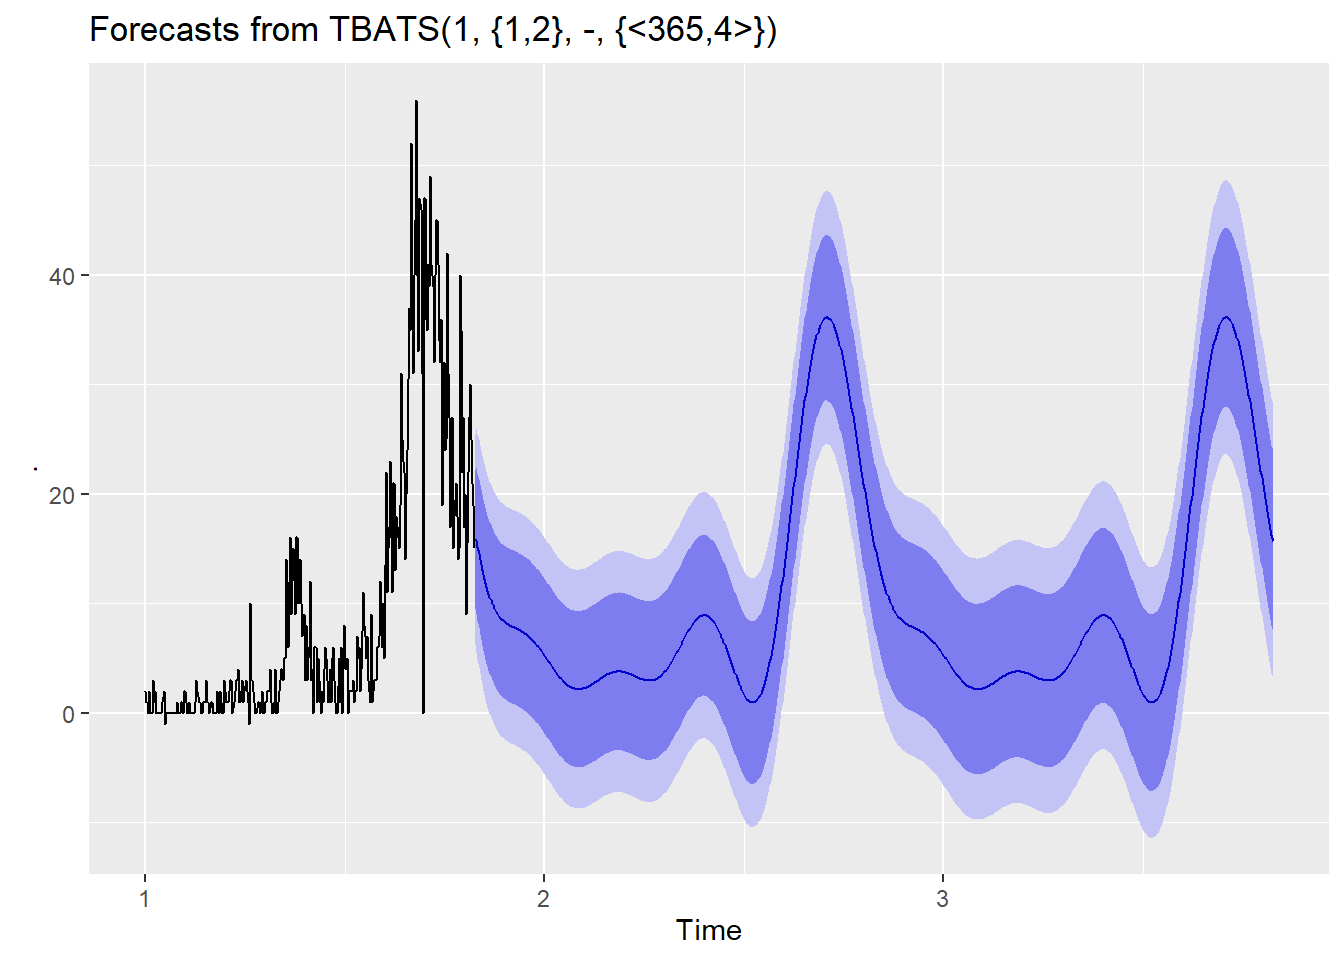 Forecasts from TBATS(1, {1,2}, -, {<365,4>})
40
20
0
.
1 2 3
Time